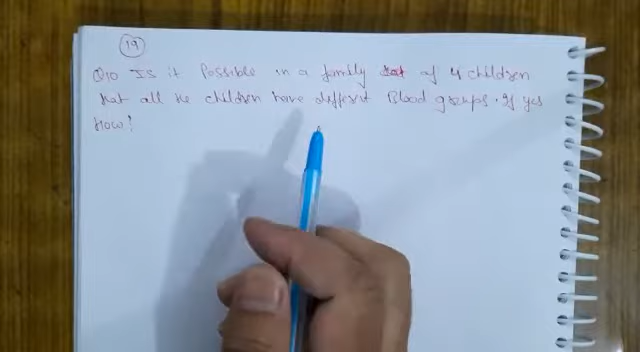 19
Q10 Is it Possible in a family of 4 children
that all the children have different Blood groups. If yes
How?